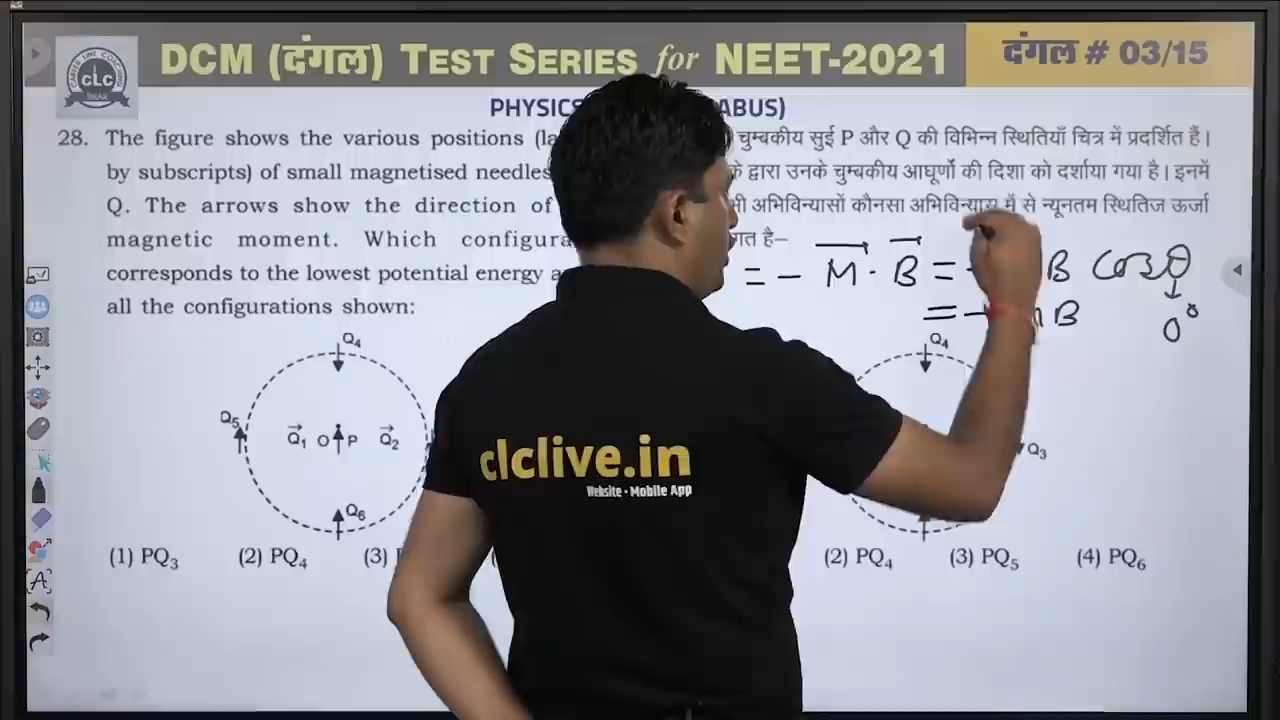 DCM (दंगल) TEST SERIES for NEET-2021
दंगल # 03/15
CLC
PHYSICS ABUS)
28. The figure shows the various positions
by subscripts) of small magnetised needles
Q. The arrows show the direction of
magnetic moment. Which
corresponds to the lowest potential energy
all the configurations shown:
चुम्बकीय सुई P और Q की विभिन्न स्थितियाँ चित्र में प्रदर्शित हैं।
के द्वारा उनके चुम्बकीय आघूर्णों की दिशा को दर्शाया गया है। इनमें
अभिविन्यासों कौनसा अभिविन्यास में से न्यूनतम स्थितिज ऊर्जा
है–
= - M · B = B cos θ
= - B 0°
Q4
Q5
Q1 O P Q2
Q6
(1) PQ3 (2) PQ4 (3)
Q4
Q3
(2) PQ4 (3) PQ5 (4) PQ6
clclive.in
Website • Mobile App